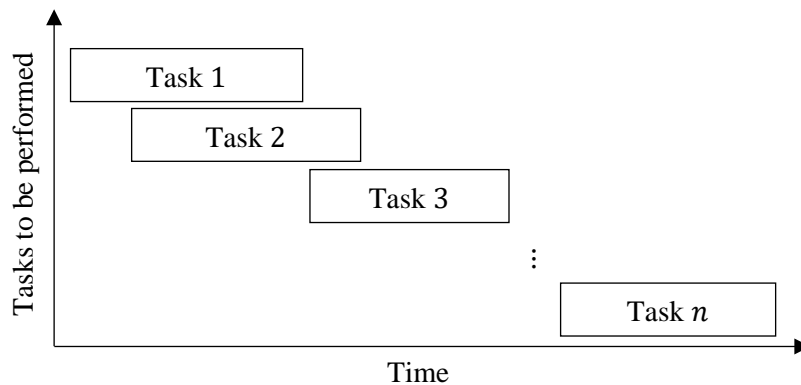 Tasks to be performed
Task 1
Task 2
Task 3
⋮
Task n
Time